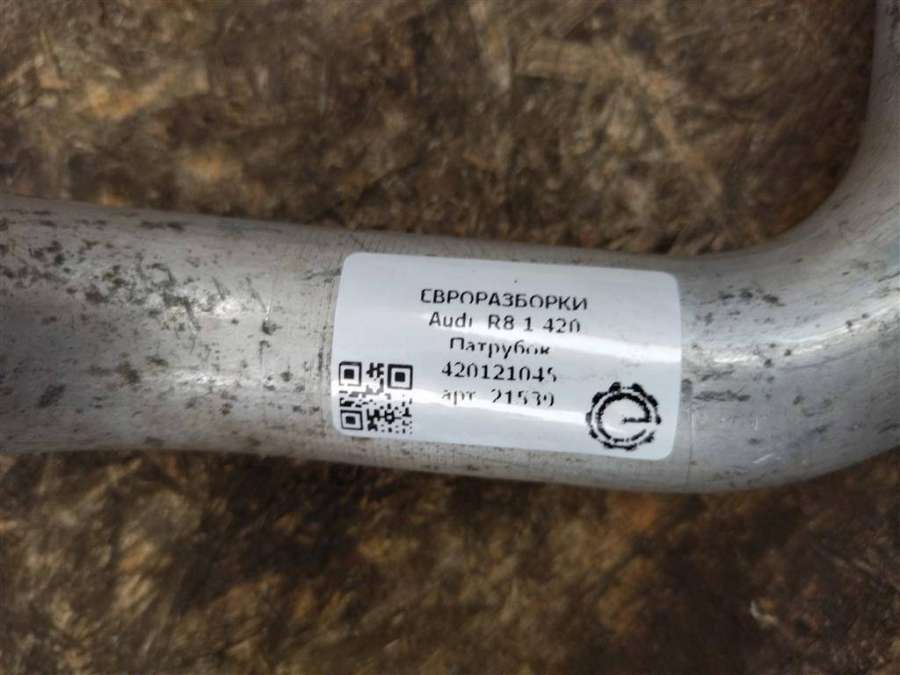 ЕВРОРАЗБОРКИ
Audi R8 1 420
Патрубок
420121045
арт. 21539